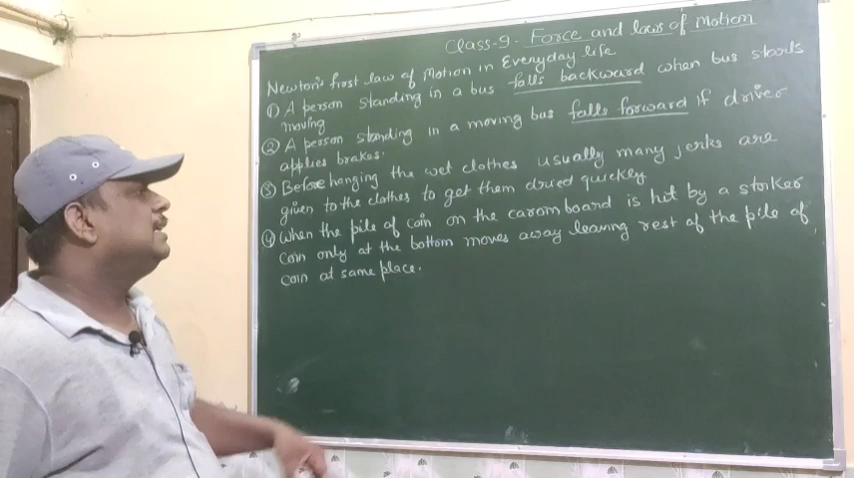 Class-9. Force and laws of Motion
Newton's first law of Motion in Everyday life
① A person standing in a bus falls backward when bus starts
moving
② A person standing in a moving bus falls forward if driver
applies brakes.
③ Before hanging the wet clothes usually many jerks are
given to the clothes to get them dried quickly
④ When the pile of coin on the carom board is hit by a striker
coin only at the bottom moves away leaving rest of the pile of
coin at same place.